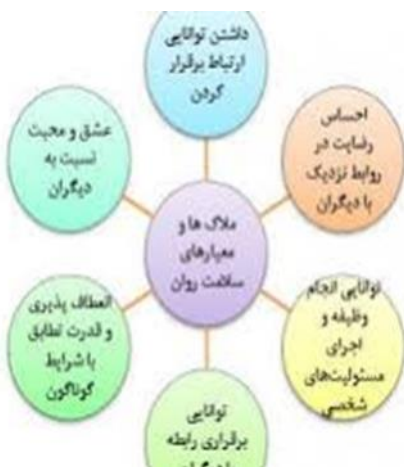 داشتن توانایی
ارتباط برقرار
کردن
احساس
رضایت در
روابط نزدیک
با دیگران
توانایی انجام
وظیفه و
اجرای
مسئولیت‌های
شخصی
توانایی
برقراری رابطه
انعطاف پذیری
و قدرت تطابق
با شرایط
گوناگون
عشق و محبت
نسبت به
دیگران
ملاک ها و
معیارهای
سلامت روان